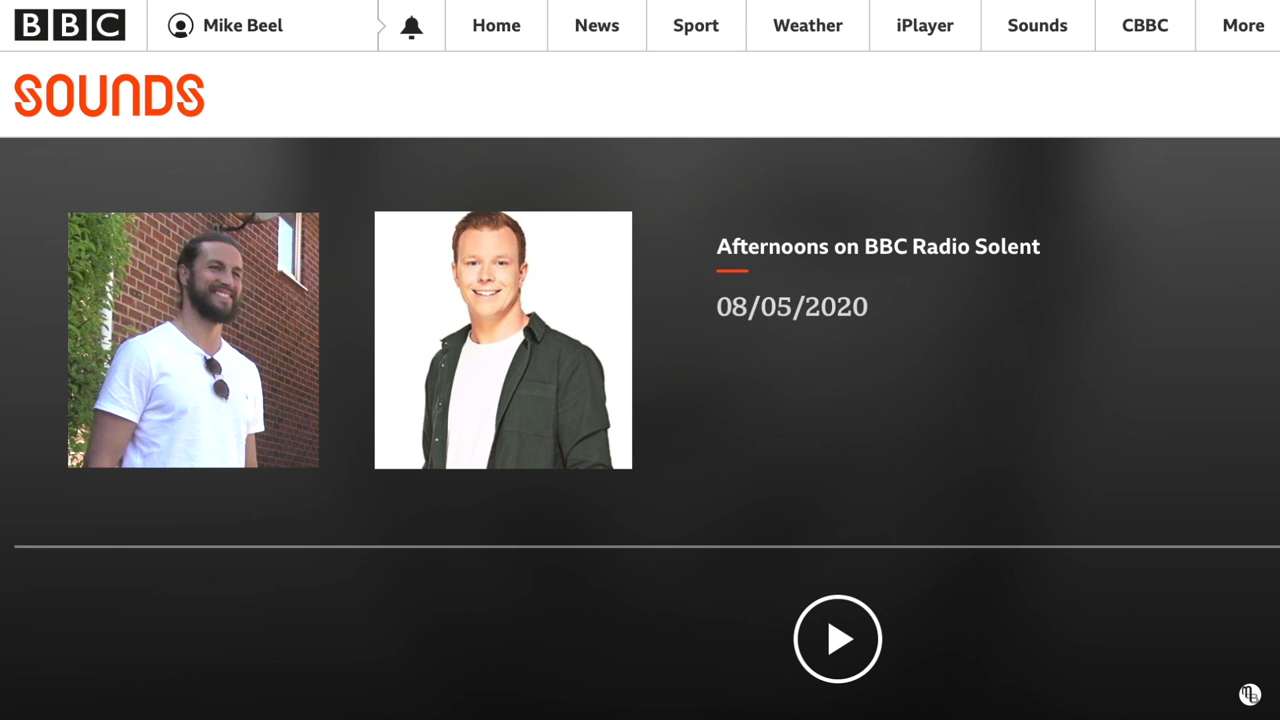 BBC
Mike Beel
Home
News
Sport
Weather
iPlayer
Sounds
CBBC
More
SOUNDS
Afternoons on BBC Radio Solent
08/05/2020